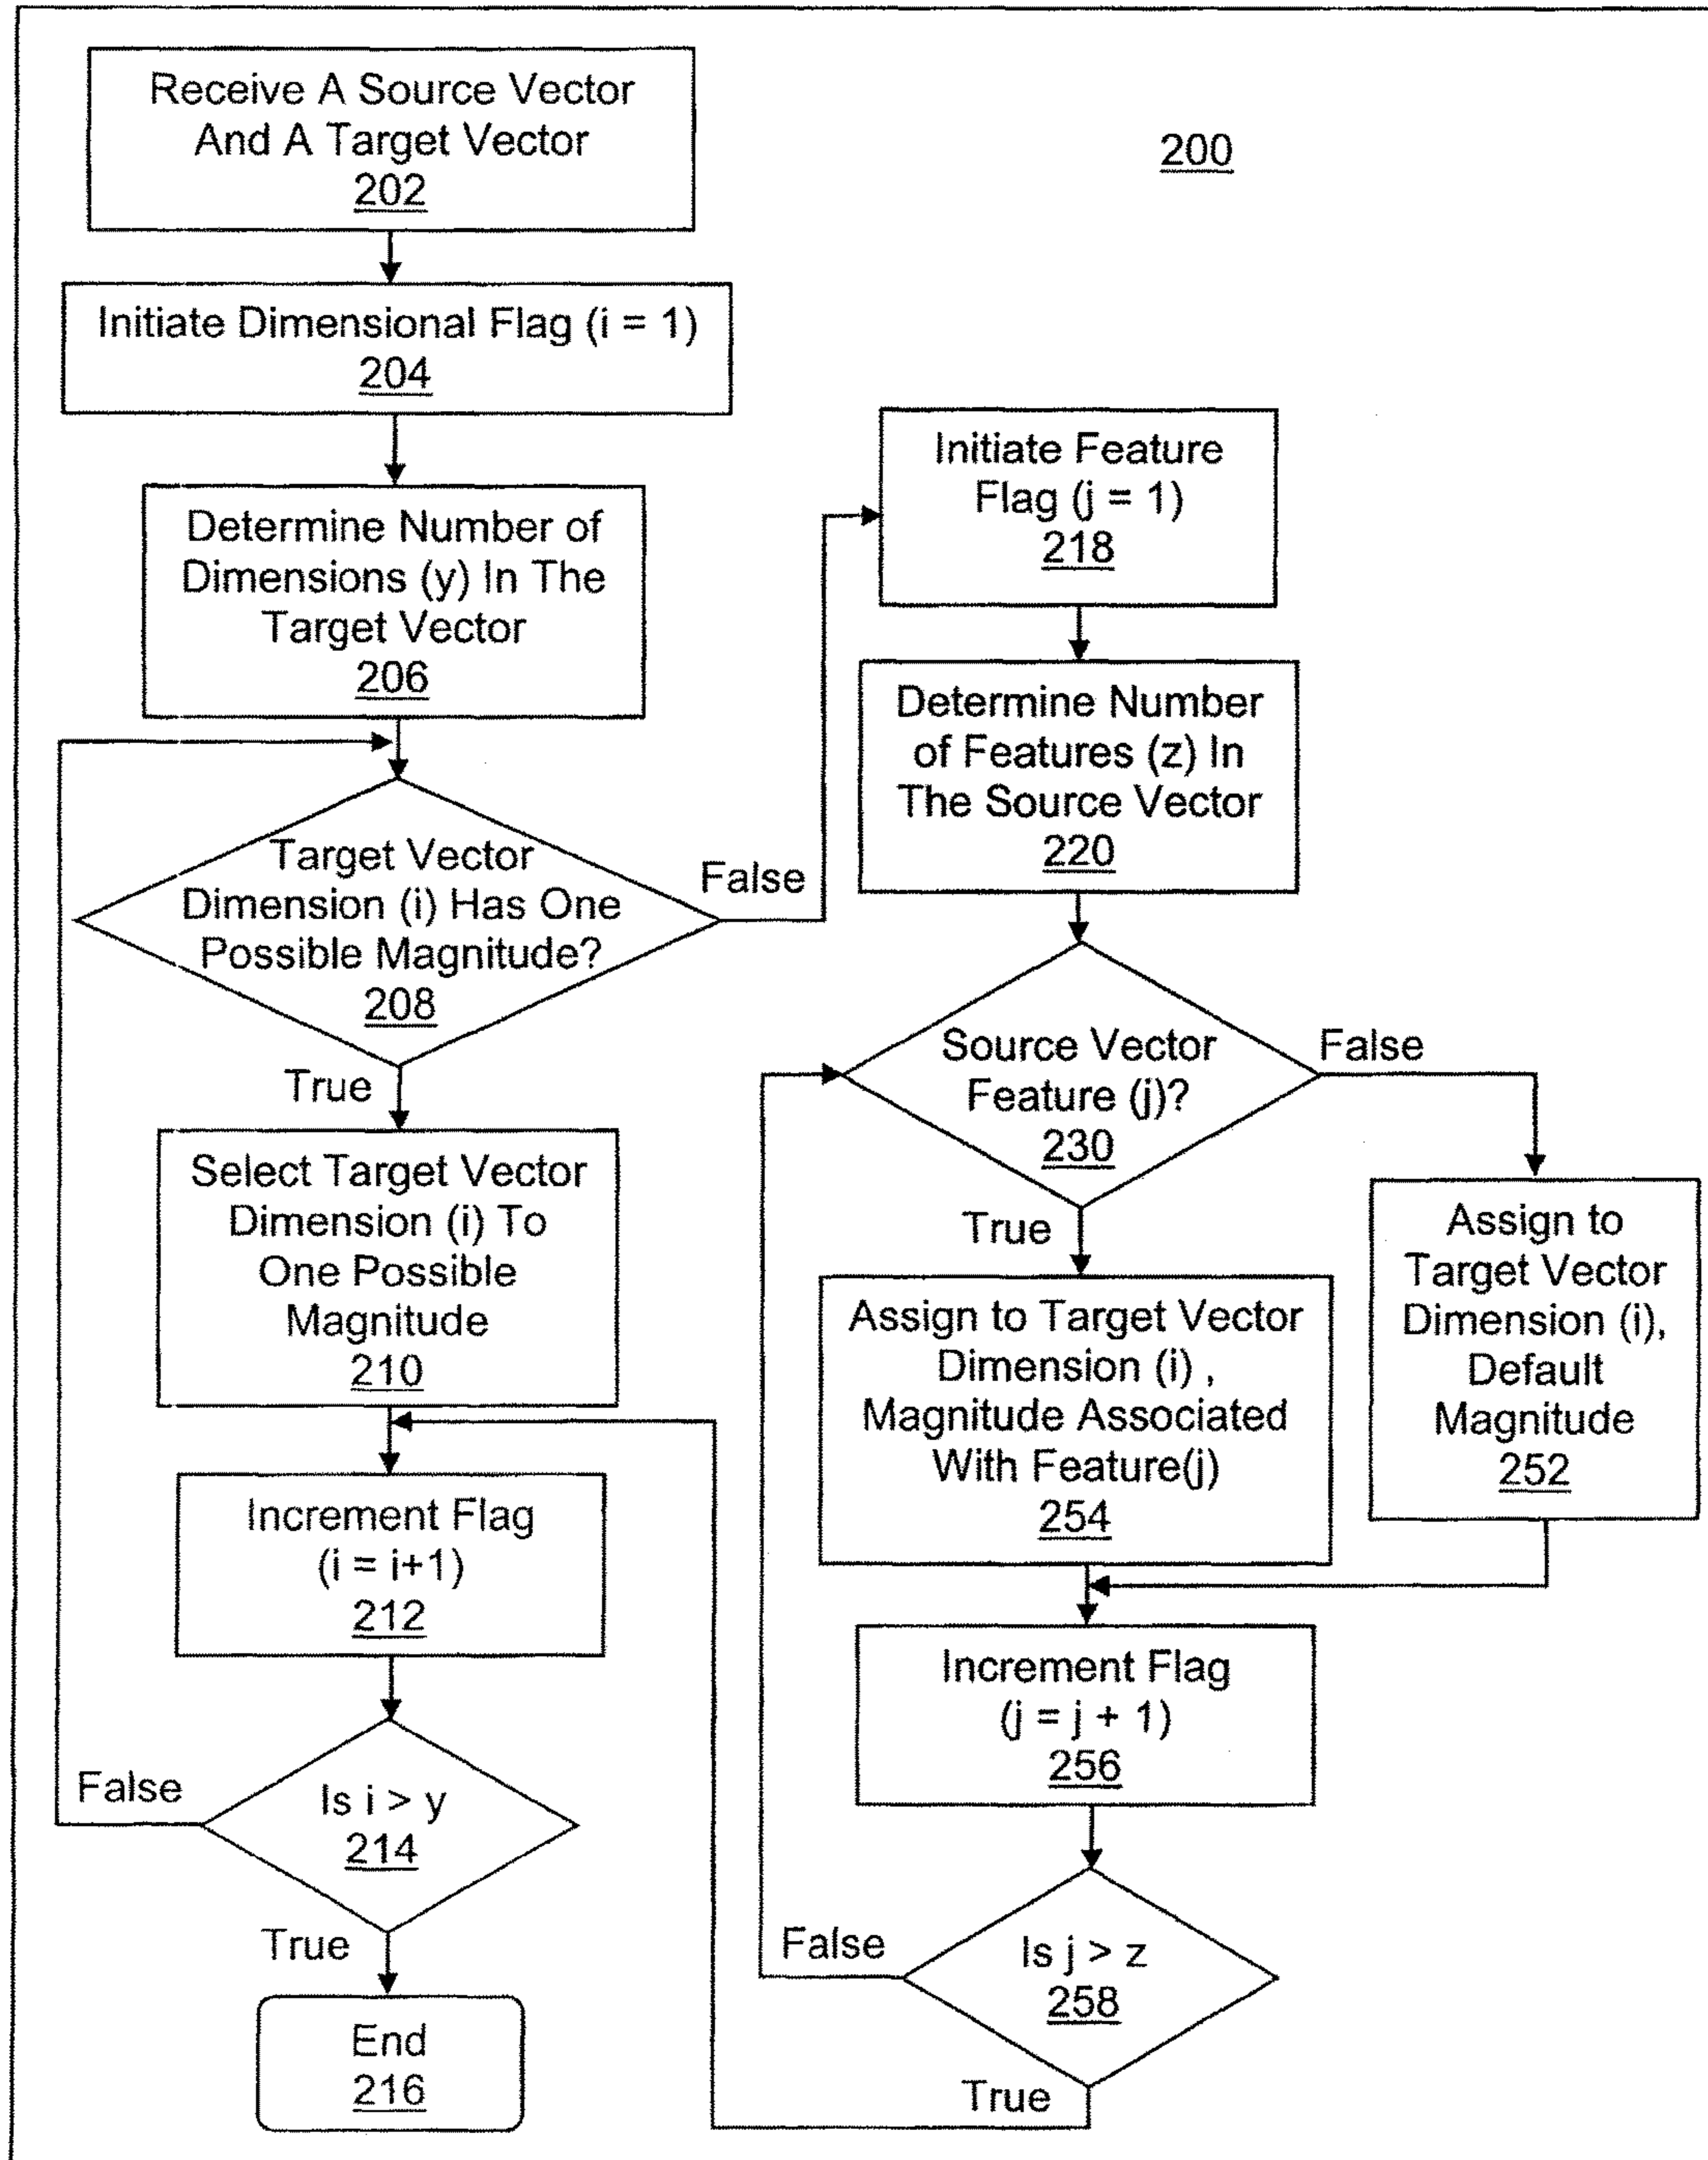 200
Receive A Source Vector
And A Target Vector
202
Initiate Dimensional Flag (i = 1)
204
Determine Number of
Dimensions (y) In The
Target Vector
206
Target Vector
Dimension (i) Has One
Possible Magnitude?
208
False
True
Select Target Vector
Dimension (i) To
One Possible
Magnitude
210
Increment Flag
(i = i+1)
212
Is i > y
214
False
True
End
216
Initiate Feature
Flag (j = 1)
218
Determine Number
of Features (z) In
The Source Vector
220
Source Vector
Feature (j)?
230
False
True
Assign to
Target Vector
Dimension (i),
Default
Magnitude
252
Assign to Target Vector
Dimension (i) ,
Magnitude Associated
With Feature(j)
254
Increment Flag
(j = j + 1)
256
Is j > z
258
False
True